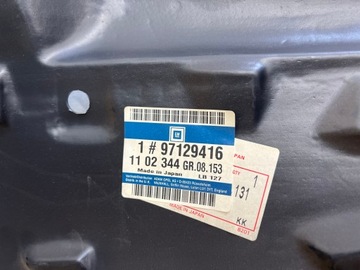 GM
1 # 97129416
11 02 344 GR.08.153
Made in Japan LB 127
PAN
QTY 1
131
KK
MADE IN JAPAN